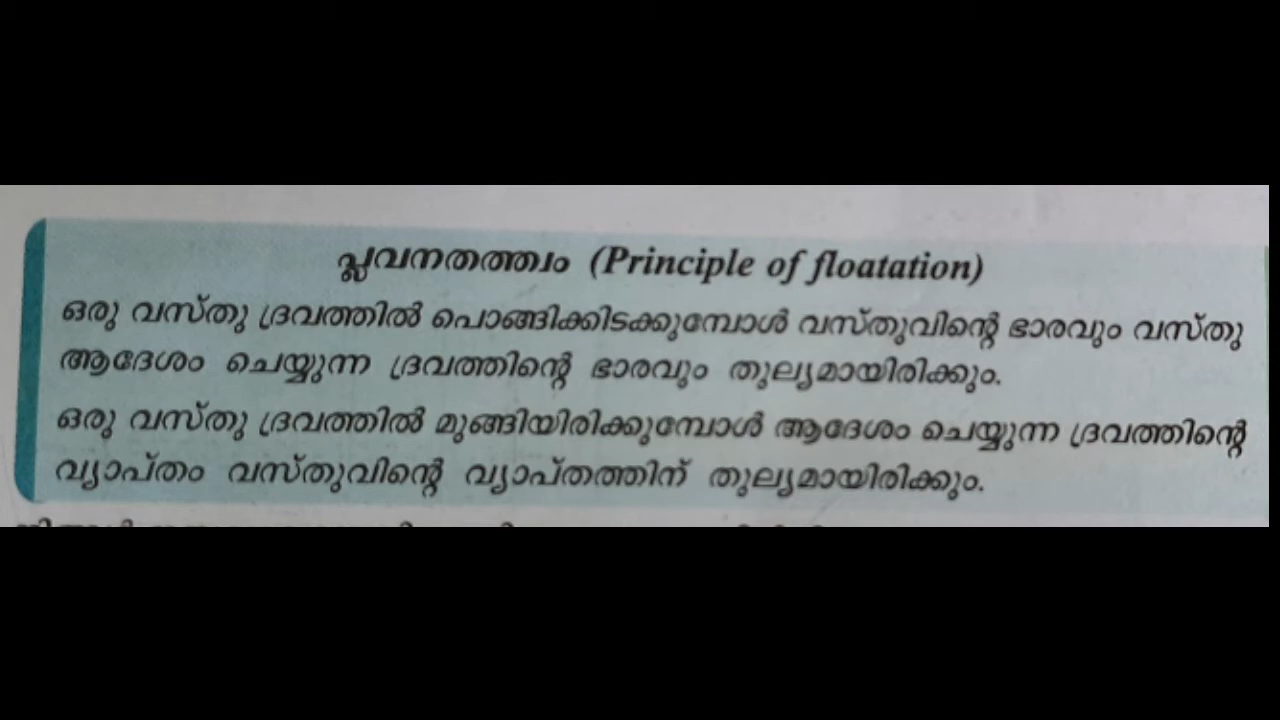 പ്ലവനതത്ത്വം (Principle of floatation)
ഒരു വസ്തു ദ്രവത്തിൽ പൊങ്ങിക്കിടക്കുമ്പോൾ വസ്തുവിന്റെ ഭാരവും വസ്തു
ആദേശം ചെയ്യുന്ന ദ്രവത്തിന്റെ ഭാരവും തുല്യമായിരിക്കും.
ഒരു വസ്തു ദ്രവത്തിൽ മുങ്ങിയിരിക്കുമ്പോൾ ആദേശം ചെയ്യുന്ന ദ്രവത്തിന്റെ
വ്യാപ്തം വസ്തുവിന്റെ വ്യാപ്തത്തിന് തുല്യമായിരിക്കും.